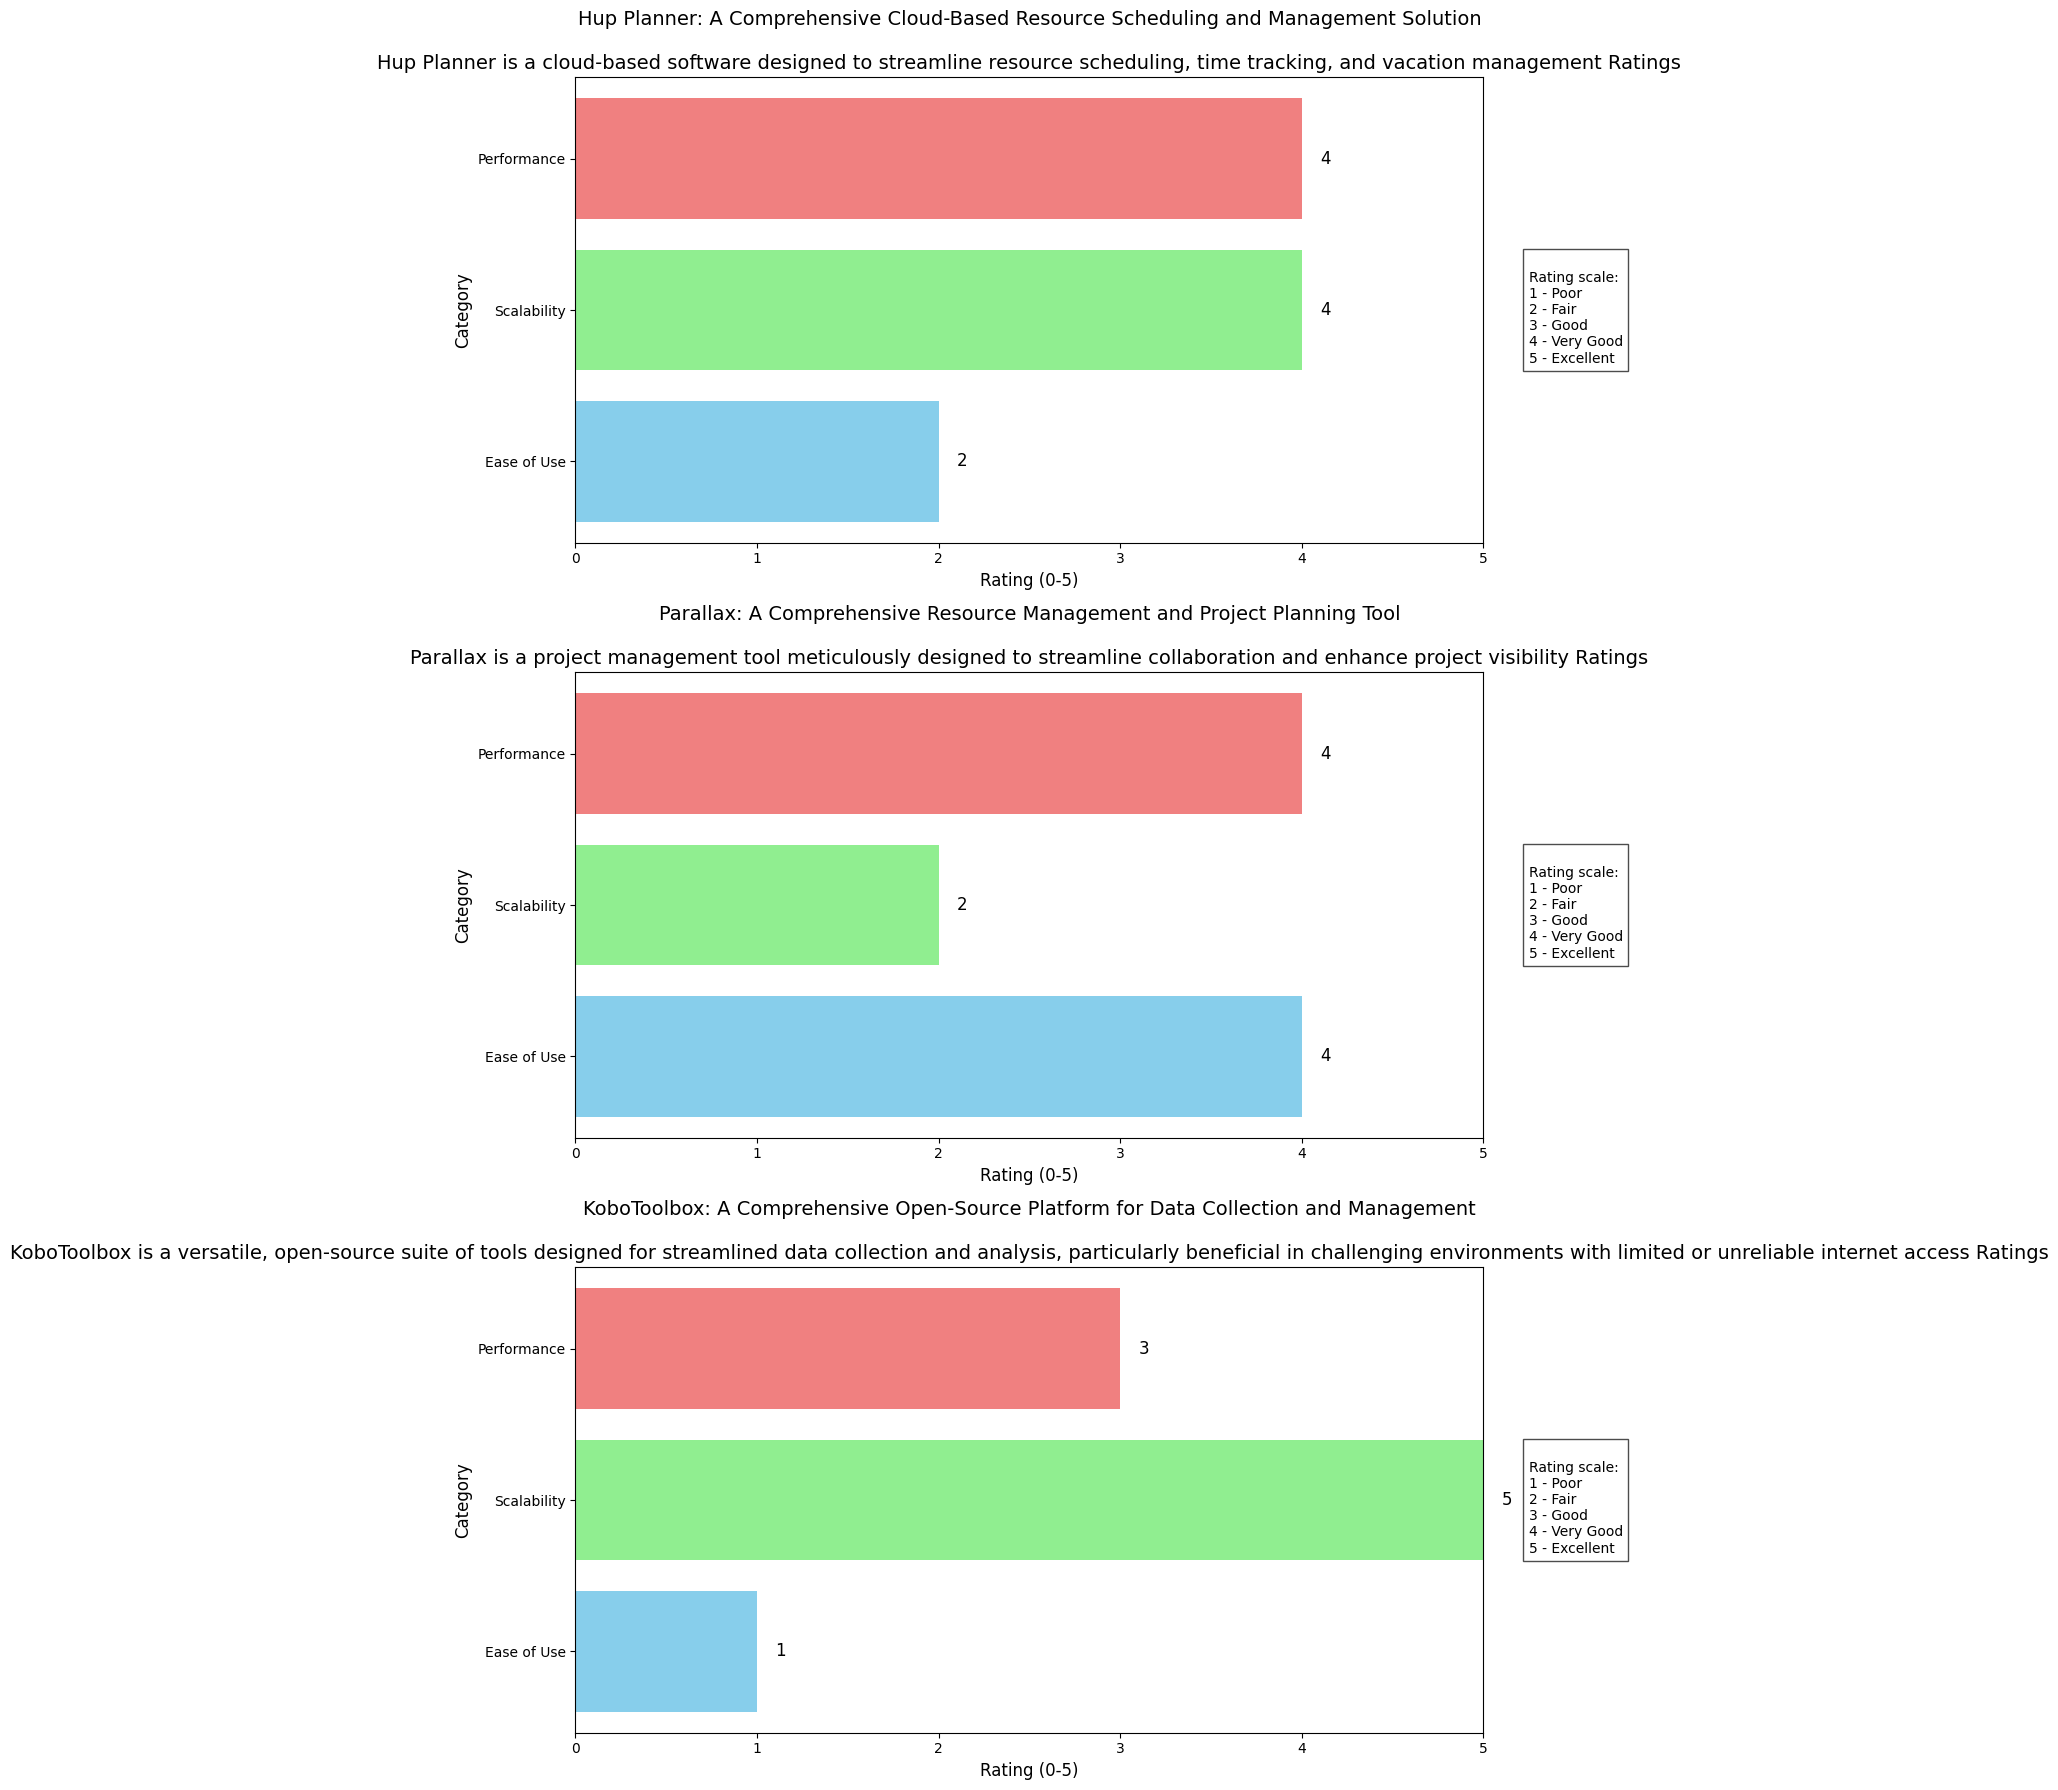 Hup Planner: A Comprehensive Cloud-Based Resource Scheduling and Management Solution
Hup Planner is a cloud-based software designed to streamline resource scheduling, time tracking, and vacation management Ratings
Performance
4
Category
Scalability
4
Ease of Use
2
0 1 2 3 4 5
Rating (0-5)
Rating scale:
1 - Poor
2 - Fair
3 - Good
4 - Very Good
5 - Excellent
Parallax: A Comprehensive Resource Management and Project Planning Tool
Parallax is a project management tool meticulously designed to streamline collaboration and enhance project visibility Ratings
Performance
4
Category
Scalability
2
Ease of Use
4
0 1 2 3 4 5
Rating (0-5)
Rating scale:
1 - Poor
2 - Fair
3 - Good
4 - Very Good
5 - Excellent
KoboToolbox: A Comprehensive Open-Source Platform for Data Collection and Management
KoboToolbox is a versatile, open-source suite of tools designed for streamlined data collection and analysis, particularly beneficial in challenging environments with limited or unreliable internet access Ratings
Performance
3
Category
Scalability
5
Ease of Use
1
0 1 2 3 4 5
Rating (0-5)
Rating scale:
1 - Poor
2 - Fair
3 - Good
4 - Very Good
5 - Excellent